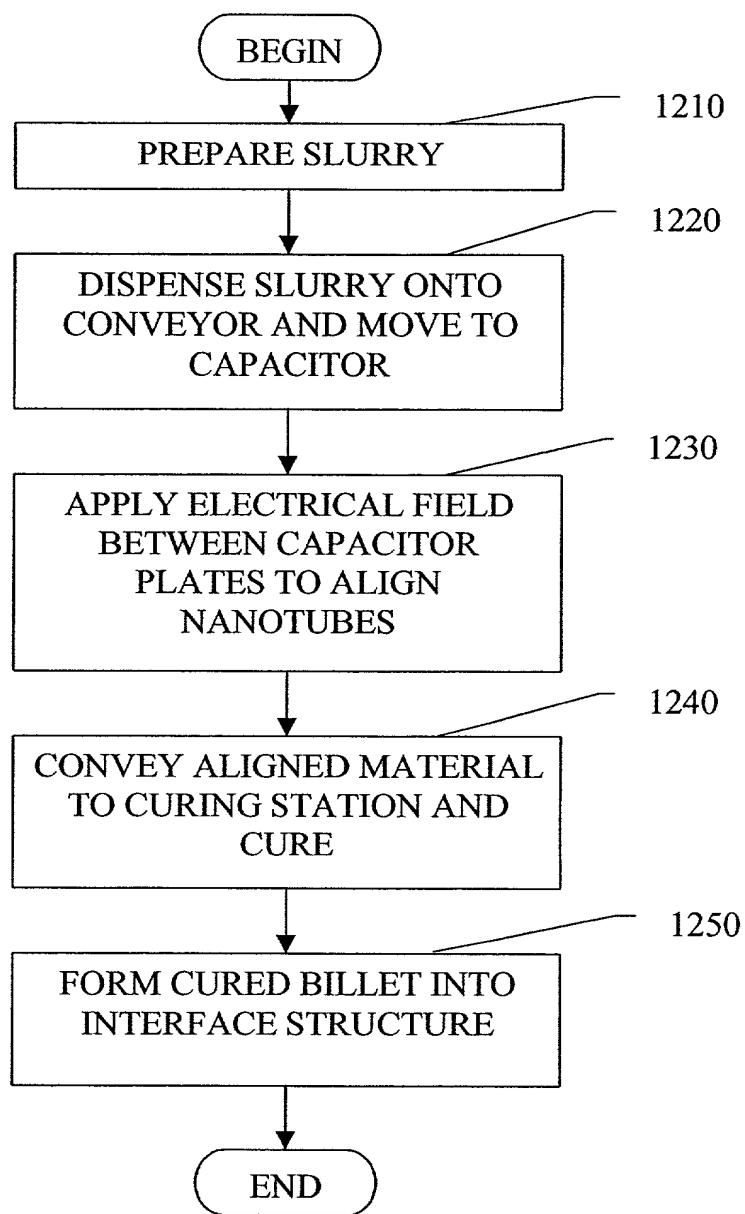 BEGIN
1210
PREPARE SLURRY
1220
DISPENSE SLURRY ONTO
CONVEYOR AND MOVE TO
CAPACITOR
1230
APPLY ELECTRICAL FIELD
BETWEEN CAPACITOR
PLATES TO ALIGN
NANOTUBES
1240
CONVEY ALIGNED MATERIAL
TO CURING STATION AND
CURE
1250
FORM CURED BILLET INTO
INTERFACE STRUCTURE
END